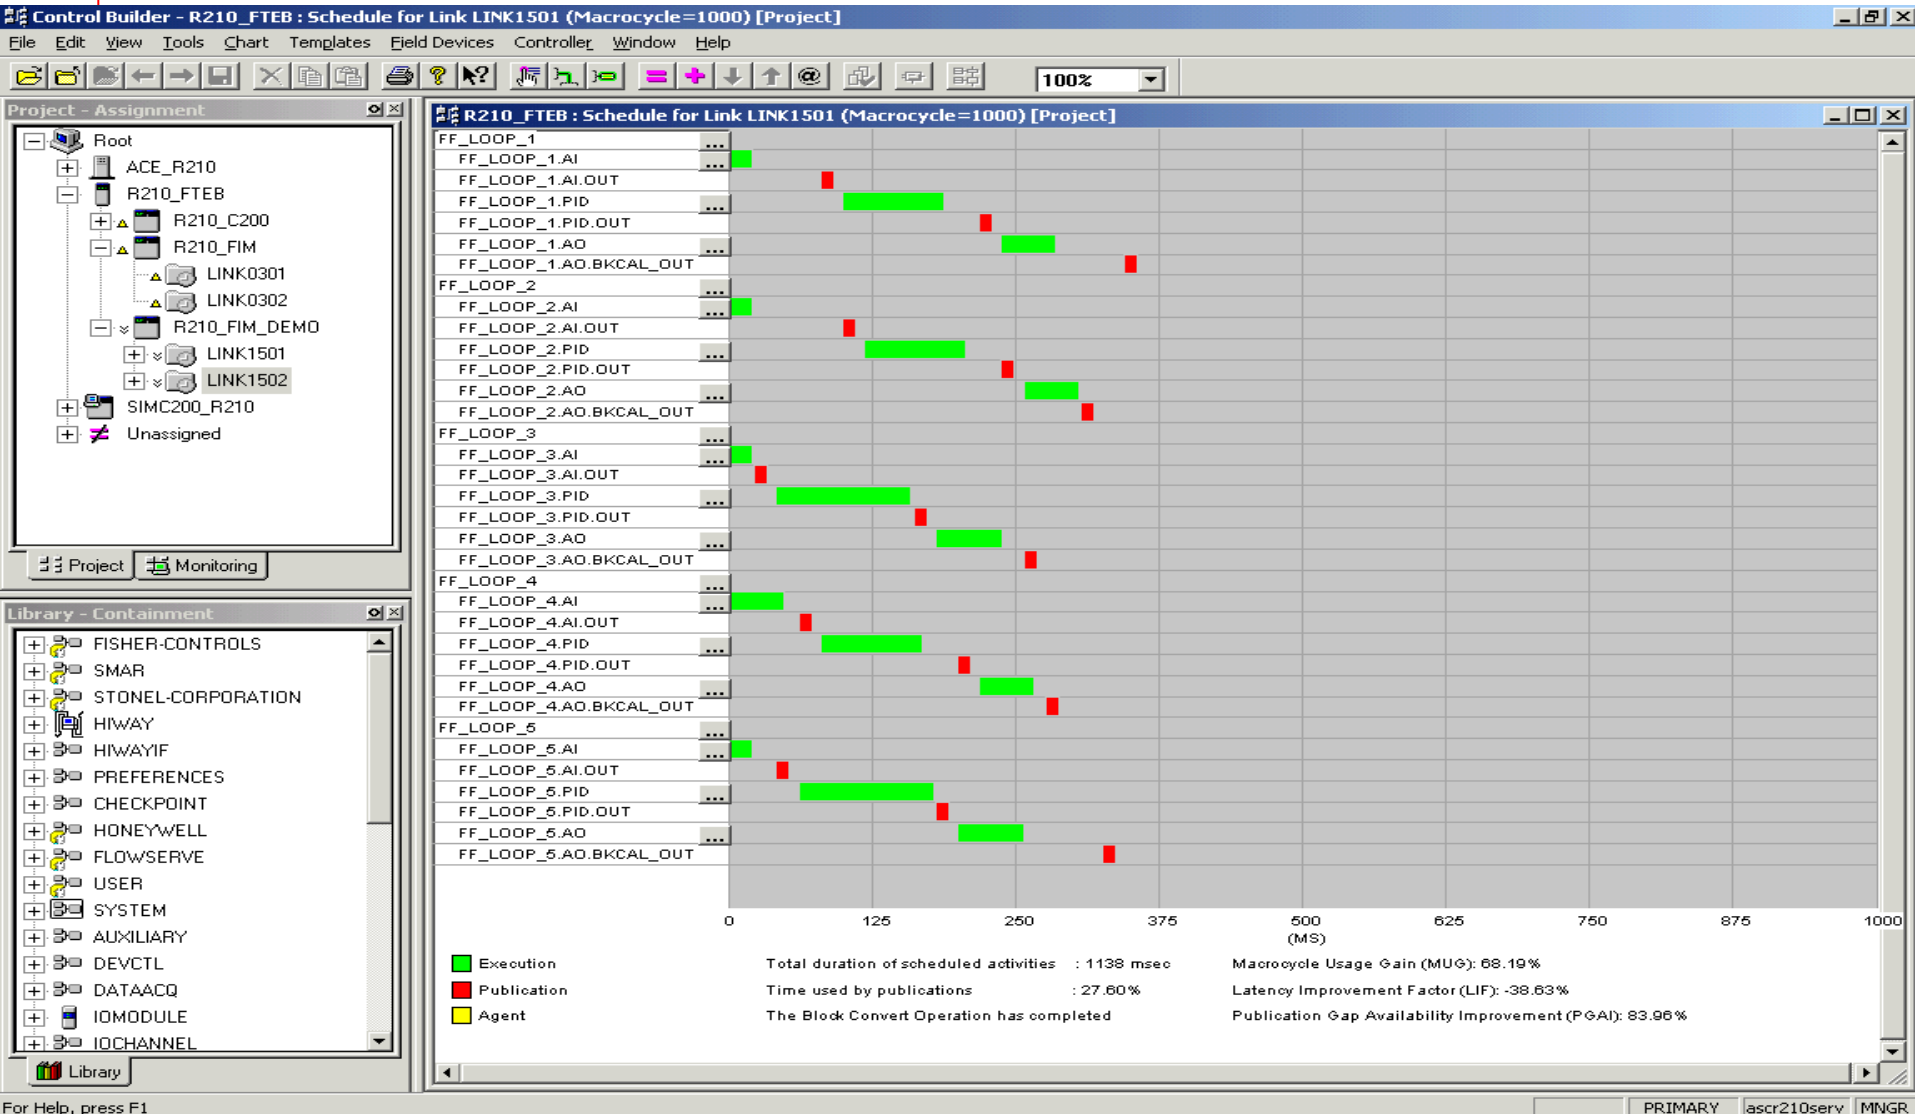 Control Builder - R210_FTEB : Schedule for Link LINK1501 (Macrocycle=1000) [Project]
File Edit View Tools Chart Templates Field Devices Controller Window Help
100%
Project - Assignment
Root
ACE_R210
R210_FTEB
R210_C200
R210_FIM
LINK0301
LINK0302
R210_FIM_DEMO
LINK1501
LINK1502
SIMC200_R210
Unassigned
Project Monitoring
Library - Containment
FISHER-CONTROLS
SMAR
STONEL-CORPORATION
HIWAY
HIWAYIF
PREFERENCES
CHECKPOINT
HONEYWELL
FLOWSERVE
USER
SYSTEM
AUXILIARY
DEVCTL
DATAACQ
IOMODULE
IOCHANNEL
Library
R210_FTEB : Schedule for Link LINK1501 (Macrocycle=1000) [Project]
FF_LOOP_1
FF_LOOP_1.AI
FF_LOOP_1.AI.OUT
FF_LOOP_1.PID
FF_LOOP_1.PID.OUT
FF_LOOP_1.AO
FF_LOOP_1.AO.BKCAL_OUT
FF_LOOP_2
FF_LOOP_2.AI
FF_LOOP_2.AI.OUT
FF_LOOP_2.PID
FF_LOOP_2.PID.OUT
FF_LOOP_2.AO
FF_LOOP_2.AO.BKCAL_OUT
FF_LOOP_3
FF_LOOP_3.AI
FF_LOOP_3.AI.OUT
FF_LOOP_3.PID
FF_LOOP_3.PID.OUT
FF_LOOP_3.AO
FF_LOOP_3.AO.BKCAL_OUT
FF_LOOP_4
FF_LOOP_4.AI
FF_LOOP_4.AI.OUT
FF_LOOP_4.PID
FF_LOOP_4.PID.OUT
FF_LOOP_4.AO
FF_LOOP_4.AO.BKCAL_OUT
FF_LOOP_5
FF_LOOP_5.AI
FF_LOOP_5.AI.OUT
FF_LOOP_5.PID
FF_LOOP_5.PID.OUT
FF_LOOP_5.AO
FF_LOOP_5.AO.BKCAL_OUT
0 125 250 375 500 625 750 875 1000
(MS)
Execution Total duration of scheduled activities : 1138 msec Macrocycle Usage Gain (MUG): 68.19%
Publication Time used by publications : 27.60% Latency Improvement Factor (LIF): -38.63%
Agent The Block Convert Operation has completed Publication Gap Availability Improvement (PGAI): 83.96%
For Help, press F1 PRIMARY ascr210serv MNGR